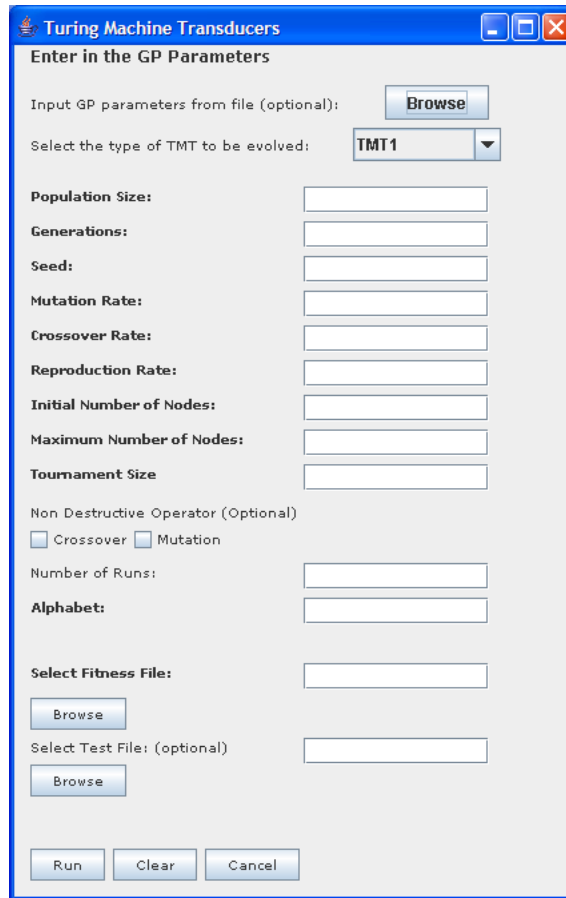 Turing Machine Transducers
Enter in the GP Parameters
Input GP parameters from file (optional): Browse
Select the type of TMT to be evolved: TMT1
Population Size:
Generations:
Seed:
Mutation Rate:
Crossover Rate:
Reproduction Rate:
Initial Number of Nodes:
Maximum Number of Nodes:
Tournament Size
Non Destructive Operator (Optional)
Crossover Mutation
Number of Runs:
Alphabet:
Select Fitness File:
Browse
Select Test File: (optional)
Browse
Run Clear Cancel